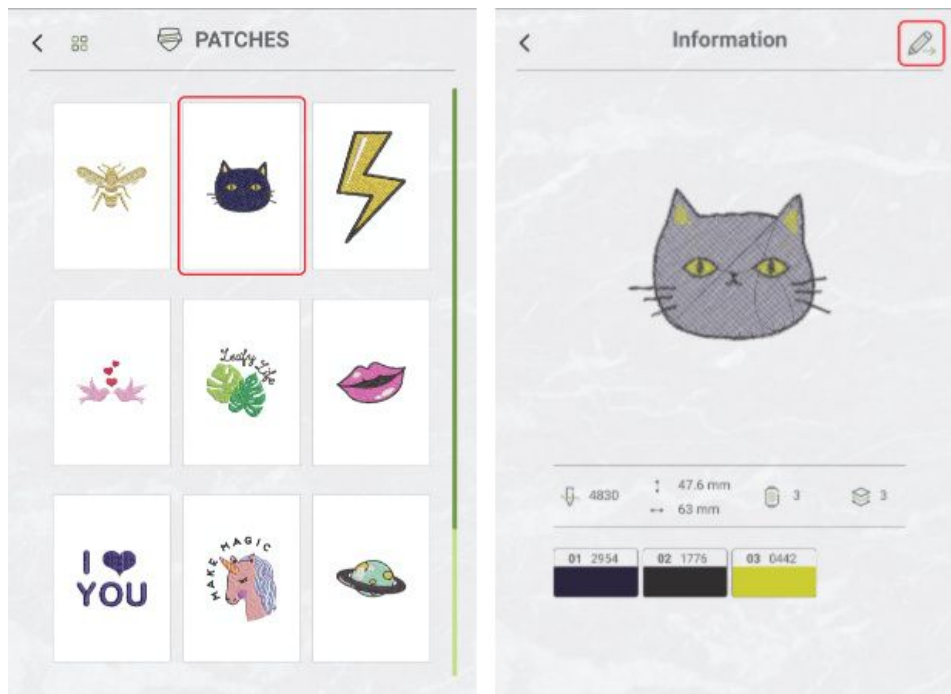 PATCHES
Leafy Life
I
YOU
MAKE MAGIC
Information
4830
47.6 mm
63 mm
3
3
01 2954
02 1776
03 0442